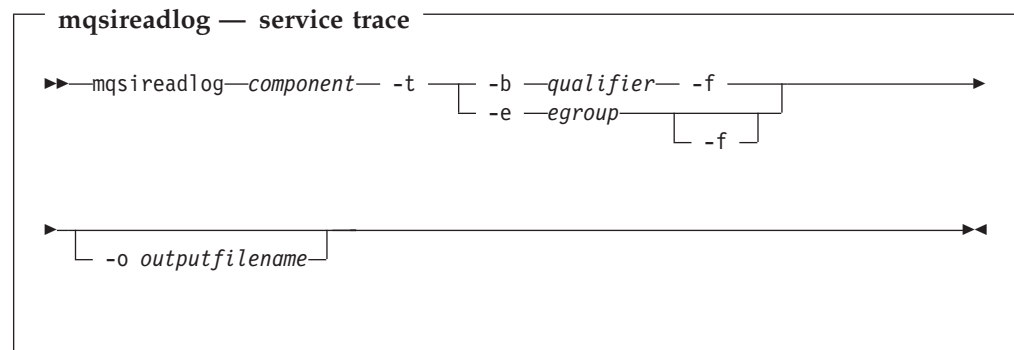 mqsireadlog — service trace
mqsireadlog component -t -b qualifier -f
-e egroup
-f
-o outputfilename